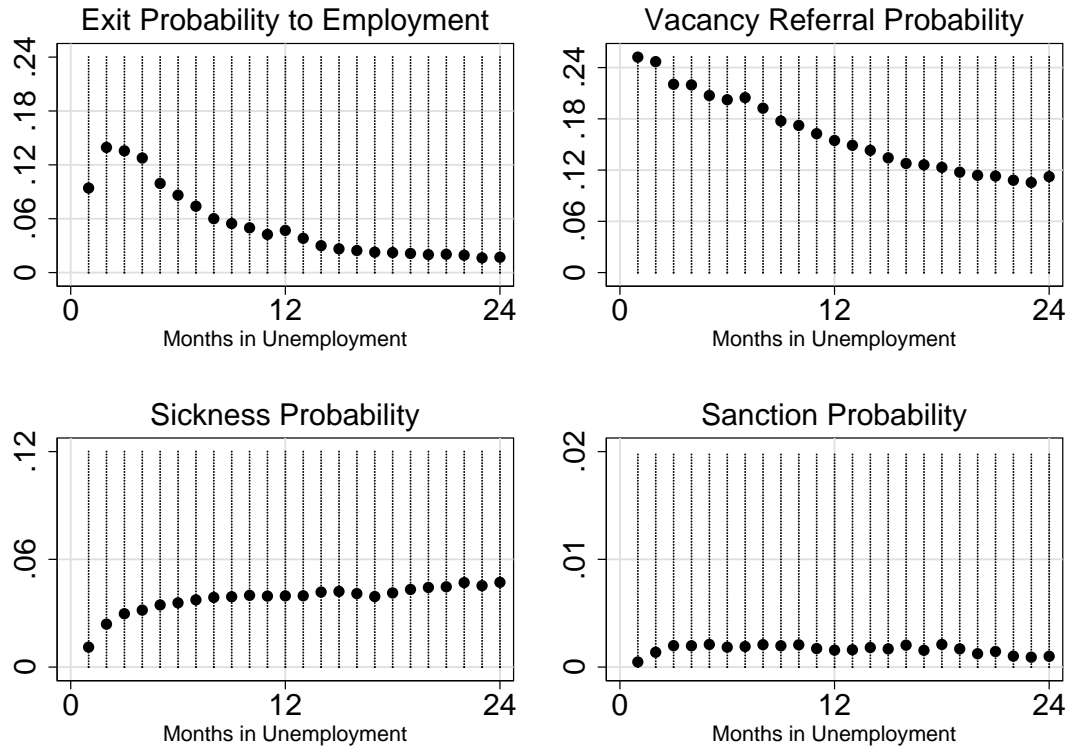 Exit Probability to Employment
.24
.18
.12
.06
0
0 12 24
Months in Unemployment
Vacancy Referral Probability
.24
.18
.12
.06
0
0 12 24
Months in Unemployment
Sickness Probability
.12
.06
0
0 12 24
Months in Unemployment
Sanction Probability
.02
.01
0
0 12 24
Months in Unemployment